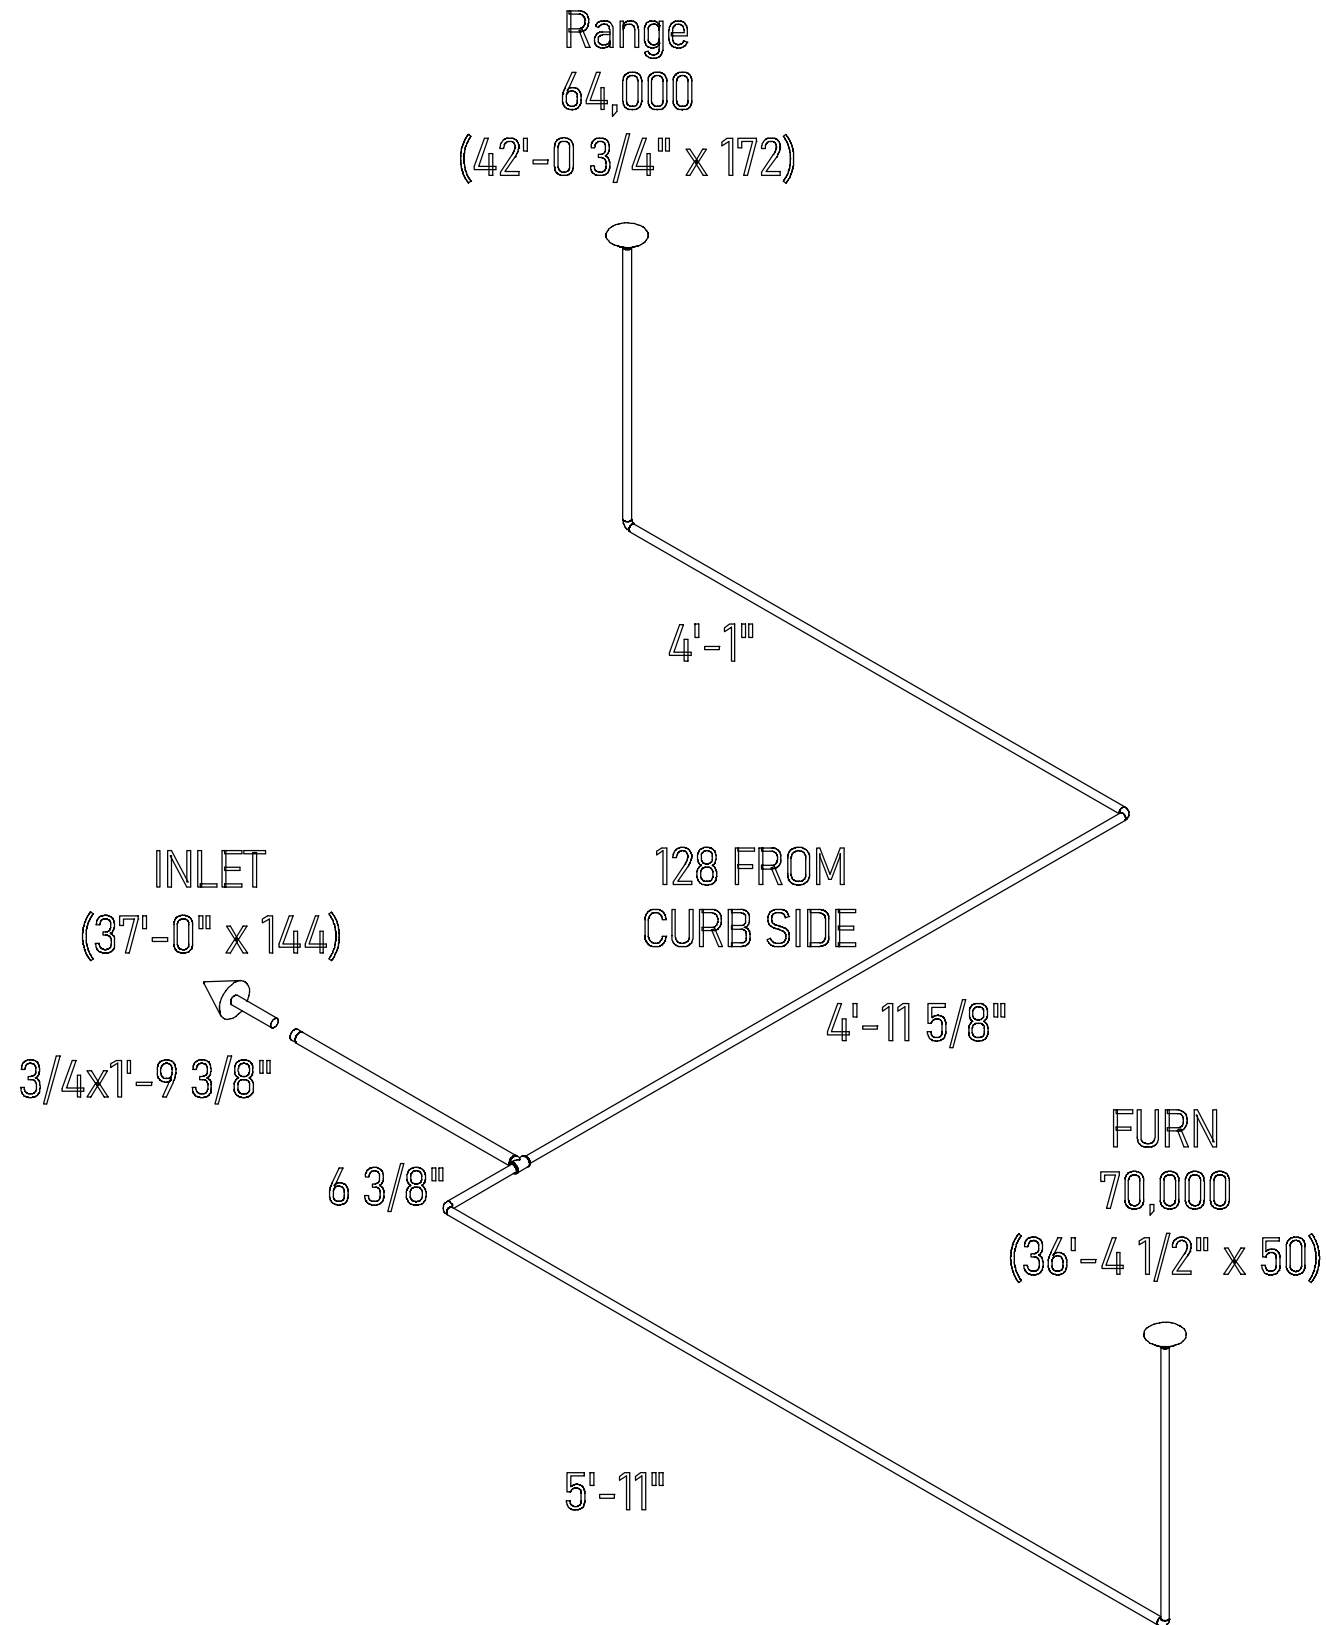 Range
64,000
(42'-0 3/4" x 172)
4'-1"
INLET
(37'-0" x 144)
128 FROM
CURB SIDE
4'-11 5/8"
3/4x1'-9 3/8"
6 3/8"
FURN
70,000
(36'-4 1/2" x 50)
5'-11"